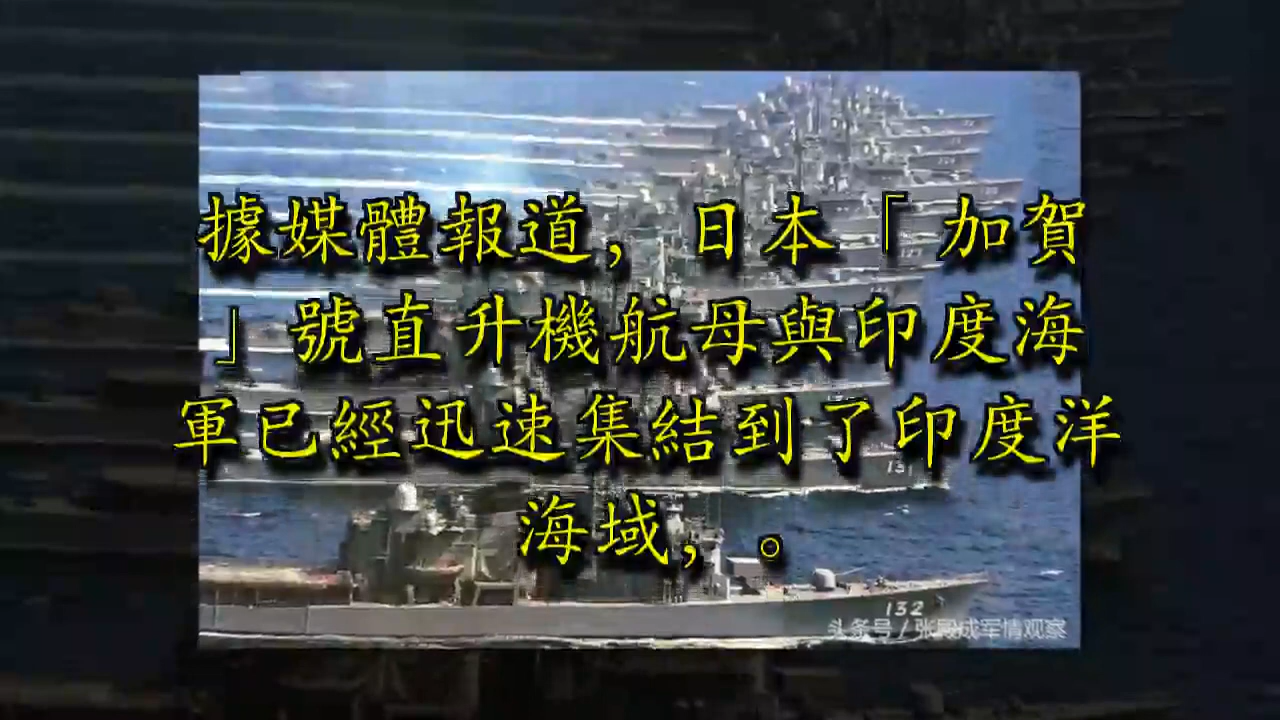 據媒體報道，日本「加賀
」號直升機航母與印度海
軍已經迅速集結到了印度洋
海域，。
131
132
头条号 / 张殿成军情观察